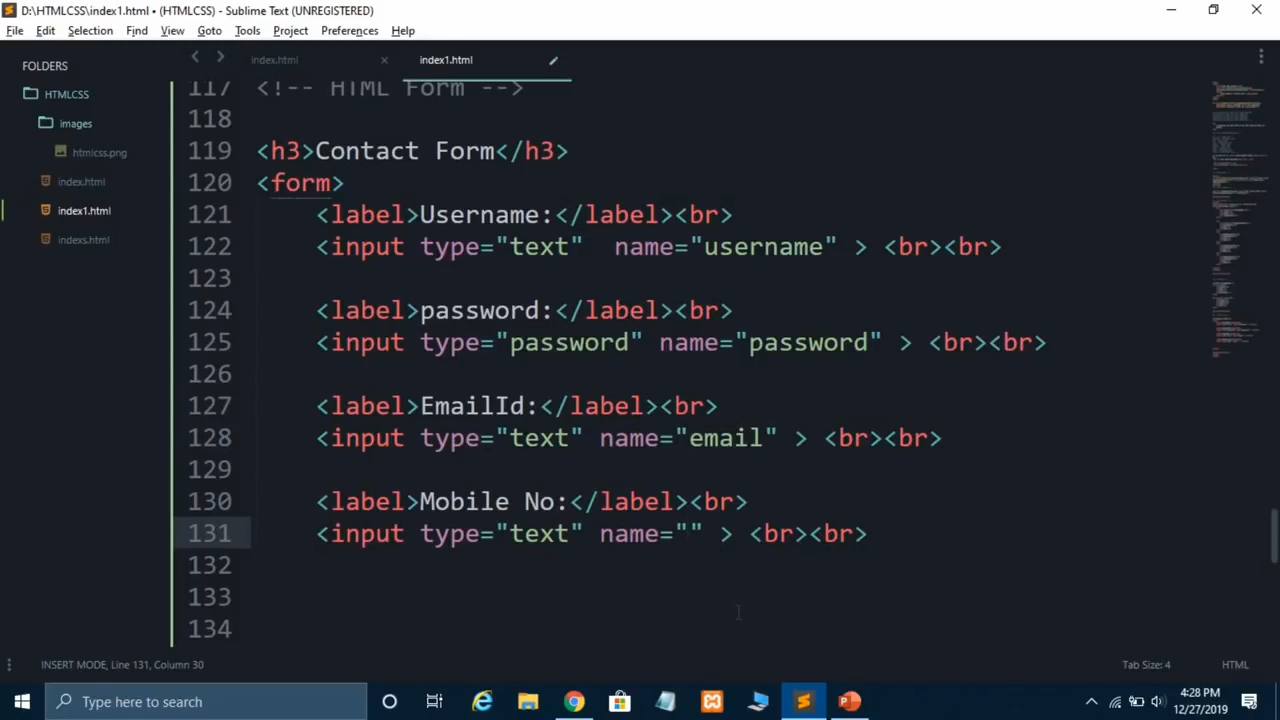 D:\HTMLCSS\index1.html • (HTMLCSS) - Sublime Text (UNREGISTERED)
File Edit Selection Find View Goto Tools Project Preferences Help
FOLDERS
HTMLCSS
images
htmlcss.png
index.html
index1.html
indexs.html
index.html × index1.html
117 <!-- HTML Form -->
118
119 <h3>Contact Form</h3>
120 <form>
121 <label>Username:</label><br>
122 <input type="text"  name="username" > <br><br>
123
124 <label>password:</label><br>
125 <input type="prssword" name="password" > <br><br>
126
127 <label>EmailId:</label><br>
128 <input type="text" name="email" > <br><br>
129
130 <label>Mobile No:</label><br>
131 <input type="text" name="" > <br><br>
132
133
134
INSERT MODE, Line 131, Column 30 Tab Size: 4 HTML
Type here to search
4:28 PM
12/27/2019